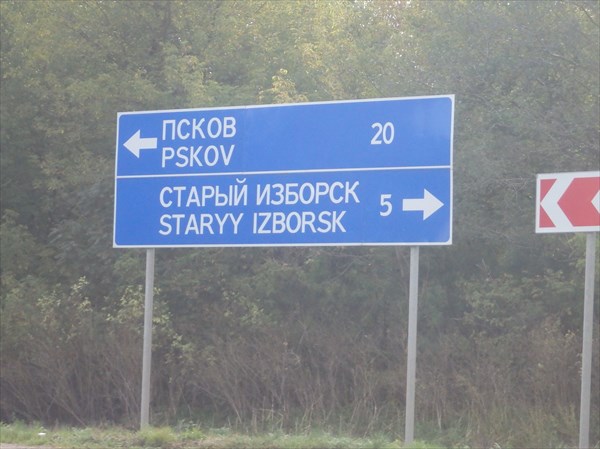 ПСКОВ 20
PSKOV
СТАРЫЙ ИЗБОРСК 5
STARYY IZBORSK